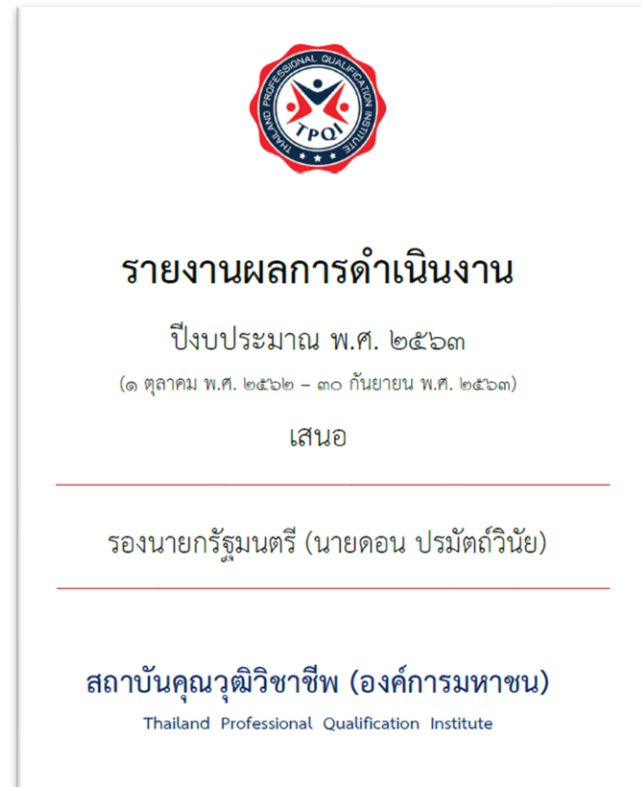 THAILAND PROFESSIONAL QUALIFICATION INSTITUTE
TPQI
รายงานผลการดำเนินงาน
ปีงบประมาณ พ.ศ. ๒๕๖๓
(๑ ตุลาคม พ.ศ. ๒๕๖๒ – ๓๐ กันยายน พ.ศ. ๒๕๖๓)
เสนอ
รองนายกรัฐมนตรี (นายดอน ปรมัตถ์วินัย)
สถาบันคุณวุฒิวิชาชีพ (องค์การมหาชน)
Thailand Professional Qualification Institute